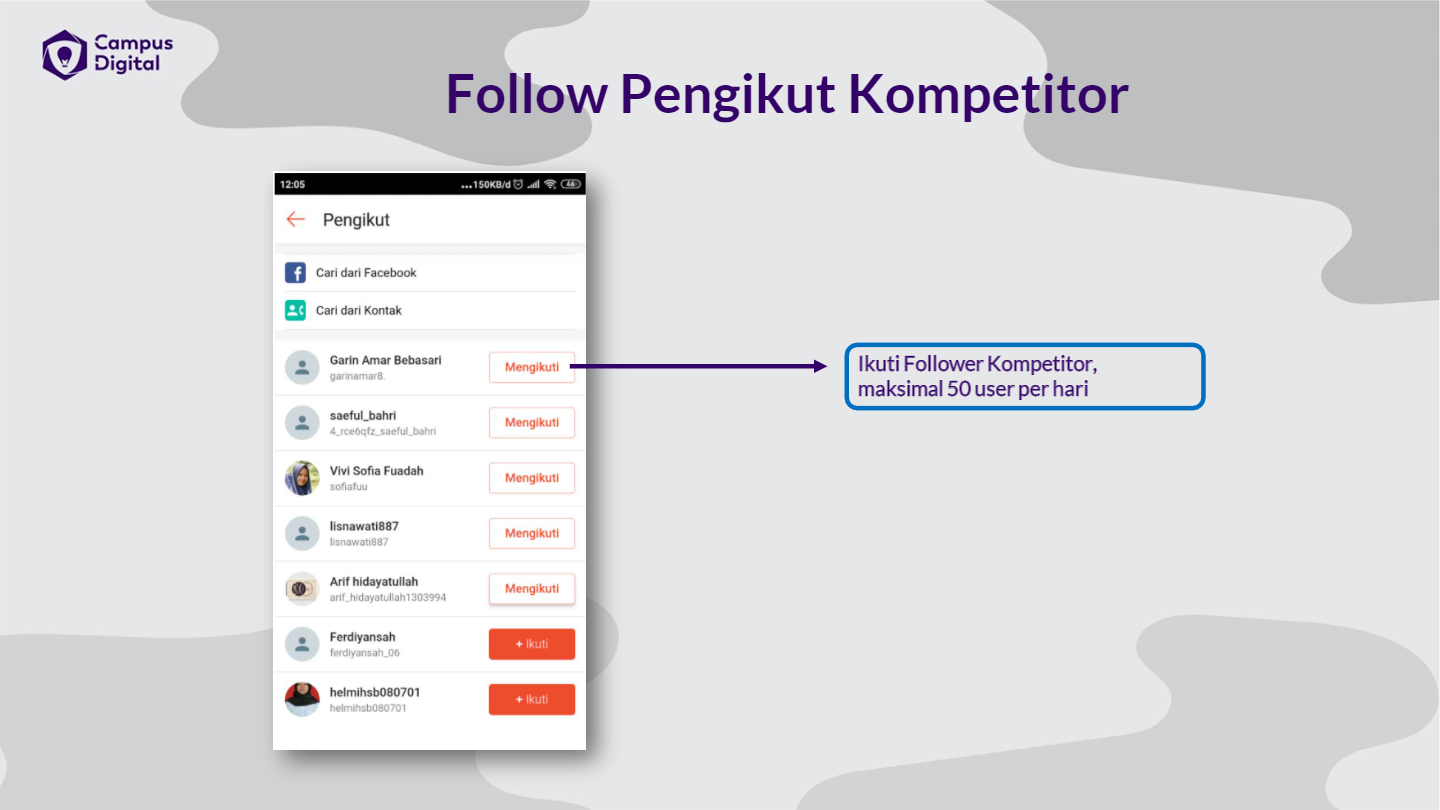 Campus
Digital
Follow Pengikut Kompetitor
12:05
...150KB/d
46
Pengikut
Cari dari Facebook
Cari dari Kontak
Garin Amar Bebasari
garinamar8.
Mengikuti
saeful_bahri
4_rce6qfz_saeful_bahri
Mengikuti
Vivi Sofia Fuadah
sofiafuu
Mengikuti
lisnawati887
lisnawati887
Mengikuti
Arif hidayatullah
arif_hidayatullah1303994
Mengikuti
Ferdiyansah
ferdiyansah_06
+ Ikuti
helmihsb080701
helmihsb080701
+ Ikuti
Ikuti Follower Kompetitor,
maksimal 50 user per hari